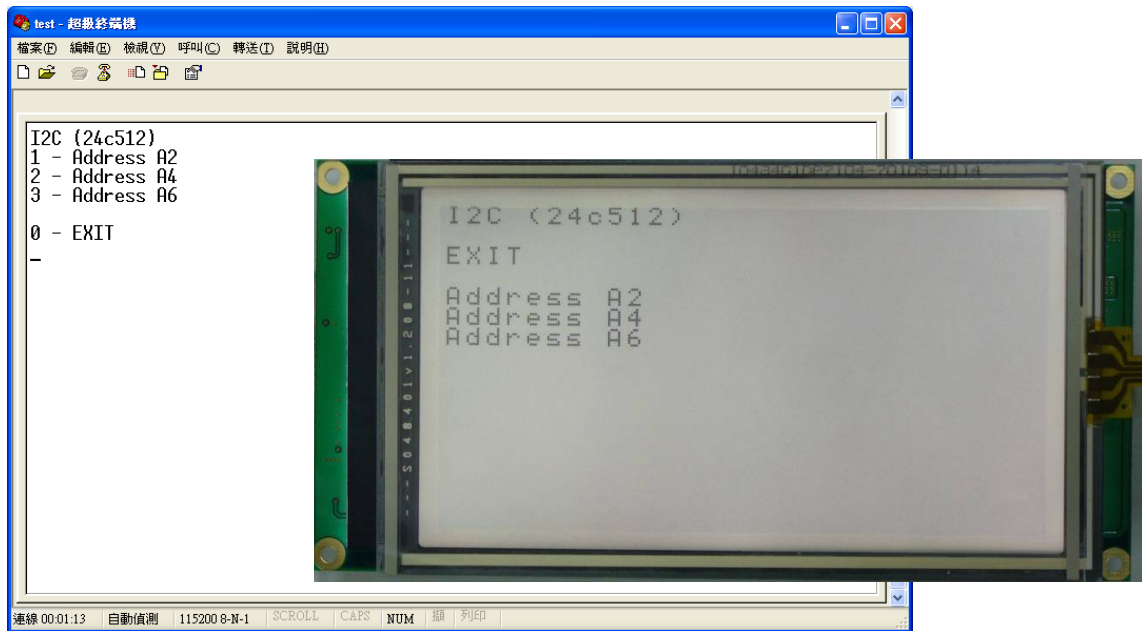 test - 超級終端機
檔案(F) 編輯(E) 檢視(V) 呼叫(C) 轉送(T) 說明(H)
I2C (24c512)
1 - Address A2
2 - Address A4
3 - Address A6
0 - EXIT
I2C (24c512)
EXIT
Address A2
Address A4
Address A6
---S048401v1.208-11---
連線 00:01:13 自動偵測 115200 8-N-1 SCROLL CAPS NUM 擷 列印